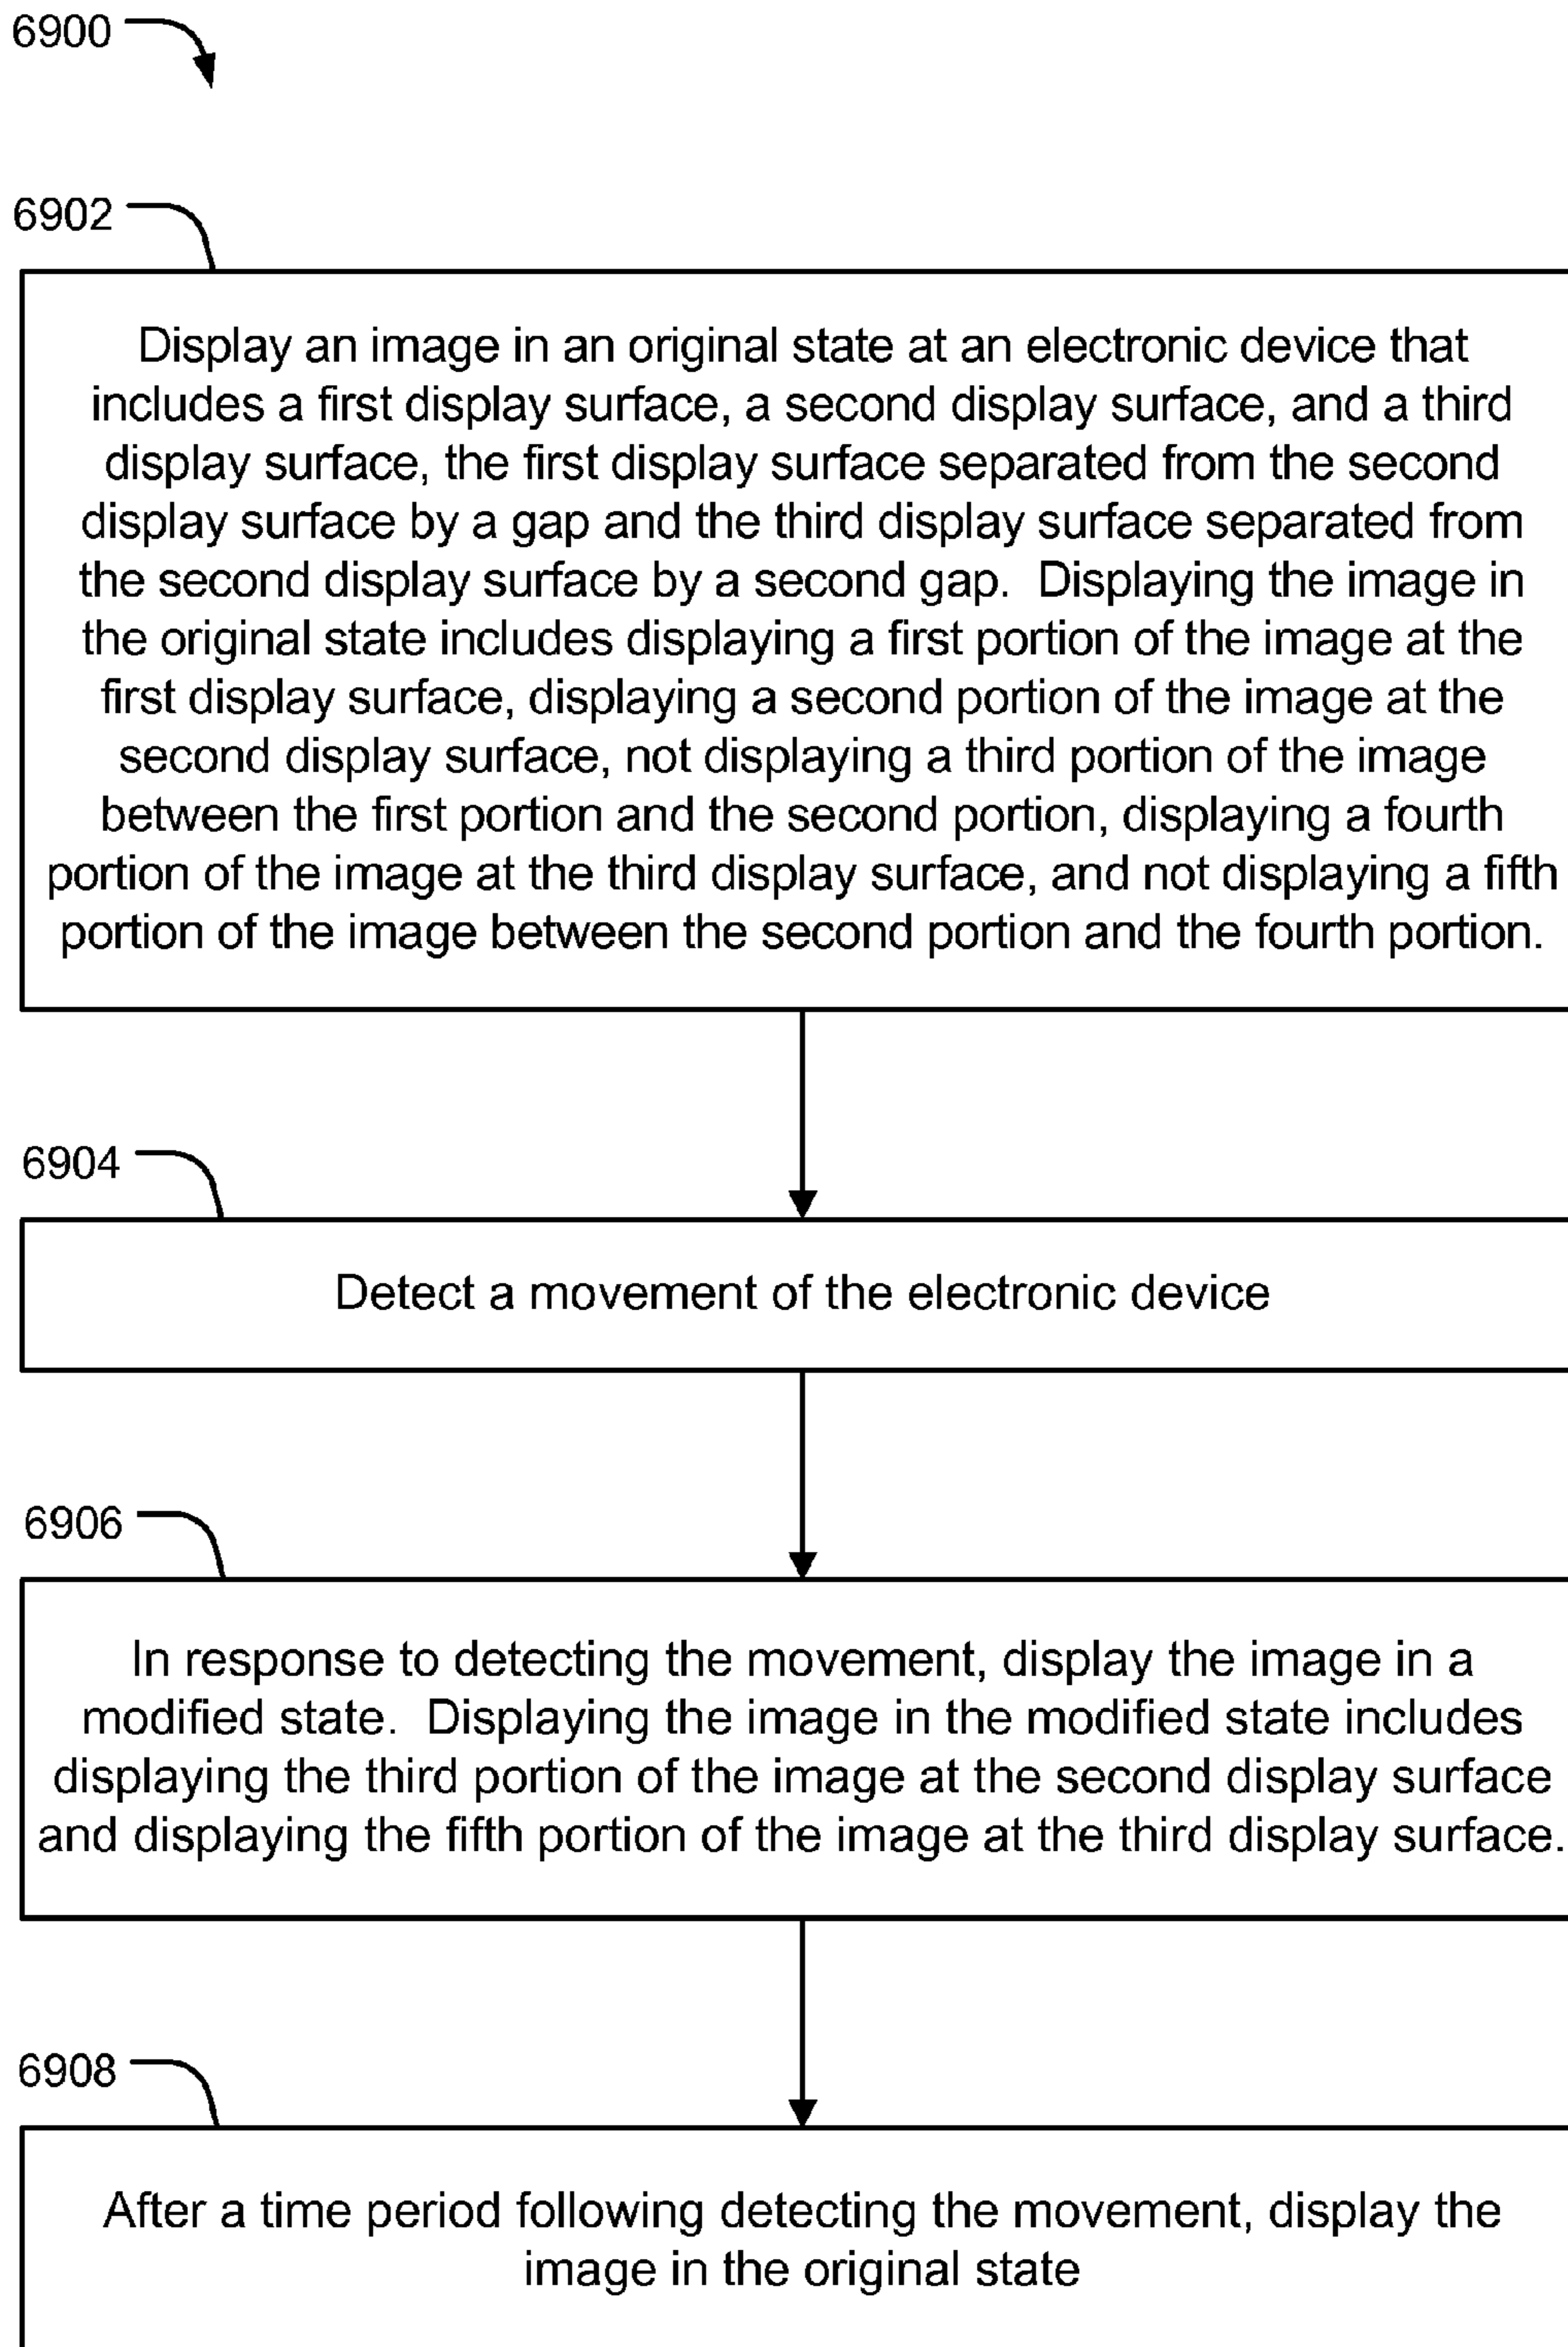 6900
6902
Display an image in an original state at an electronic device that
includes a first display surface, a second display surface, and a third
display surface, the first display surface separated from the second
display surface by a gap and the third display surface separated from
the second display surface by a second gap.  Displaying the image in
the original state includes displaying a first portion of the image at the
first display surface, displaying a second portion of the image at the
second display surface, not displaying a third portion of the image
between the first portion and the second portion, displaying a fourth
portion of the image at the third display surface, and not displaying a fifth
portion of the image between the second portion and the fourth portion.
6904
Detect a movement of the electronic device
6906
In response to detecting the movement, display the image in a
modified state.  Displaying the image in the modified state includes
displaying the third portion of the image at the second display surface
and displaying the fifth portion of the image at the third display surface.
6908
After a time period following detecting the movement, display the
image in the original state